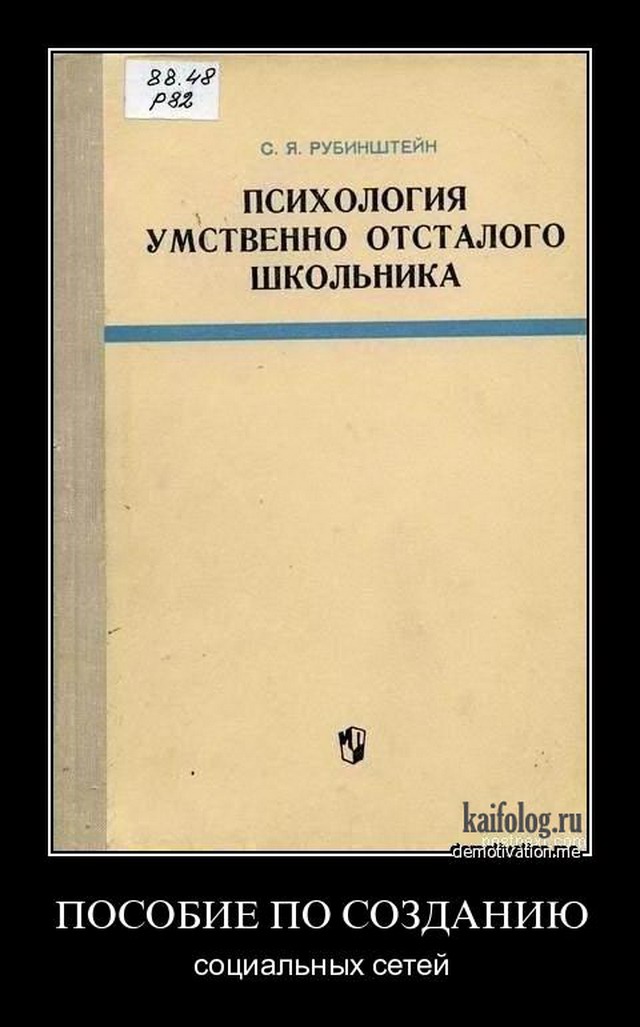 88.48
Р82
С. Я. РУБИНШТЕЙН
ПСИХОЛОГИЯ
УМСТВЕННО ОТСТАЛОГО
ШКОЛЬНИКА
kaifolog.ru
demotivation.me
ПОСОБИЕ ПО СОЗДАНИЮ
социальных сетей